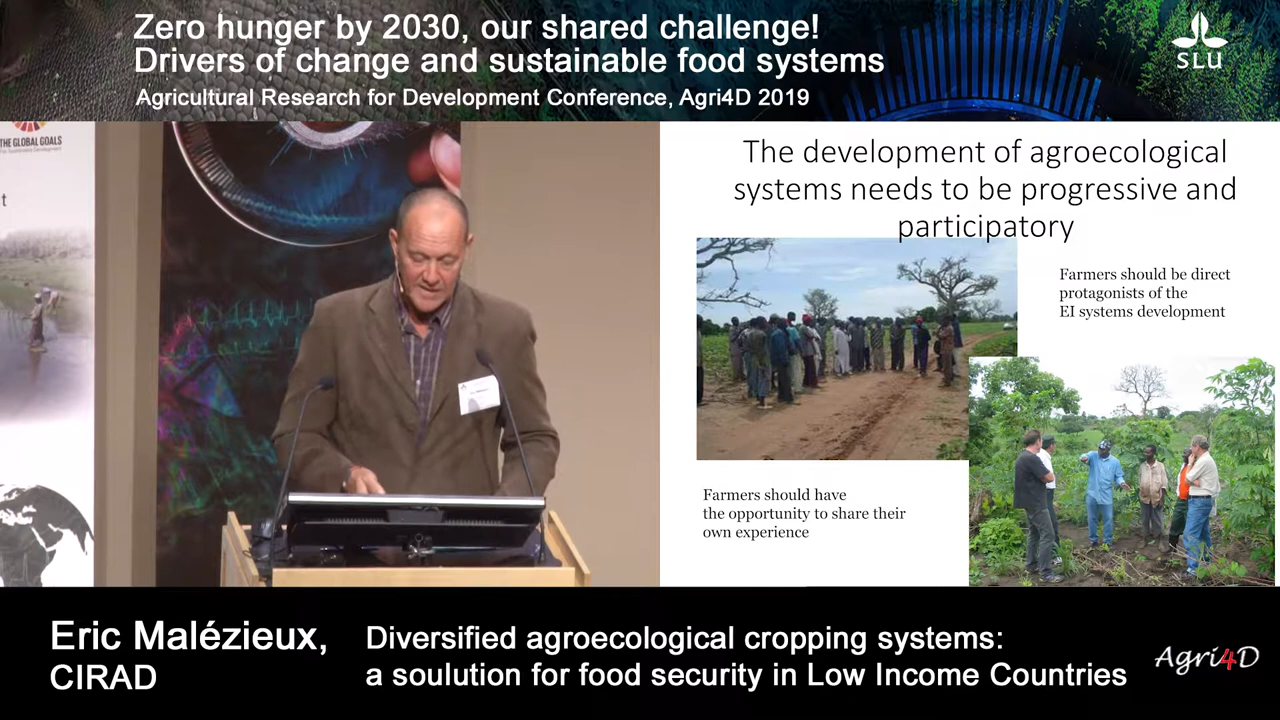 Zero hunger by 2030, our shared challenge!
Drivers of change and sustainable food systems
Agricultural Research for Development Conference, Agri4D 2019
SLU
THE GLOBAL GOALS
t
The development of agroecological
systems needs to be progressive and
participatory
Farmers should be direct
protagonists of the
EI systems development
Farmers should have
the opportunity to share their
own experience
Eric Malézieux,
CIRAD
Diversified agroecological cropping systems:
a soulution for food security in Low Income Countries
Agri4D